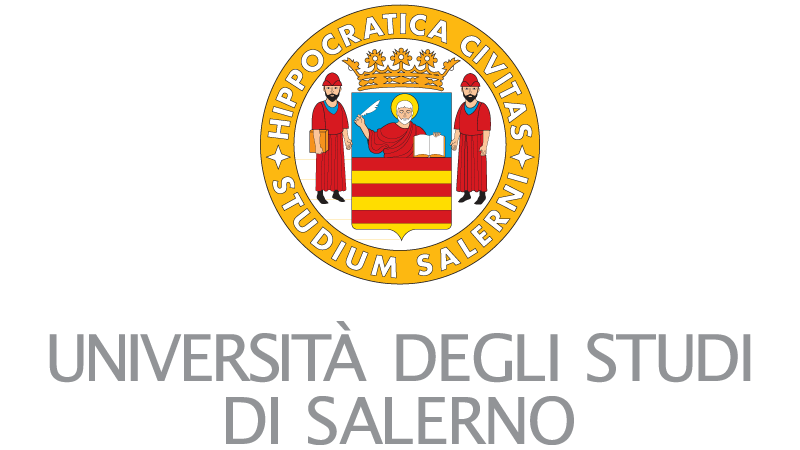 HIPPOCRATICA CIVITAS
STUDIUM SALERNI
UNIVERSITÀ DEGLI STUDI
DI SALERNO